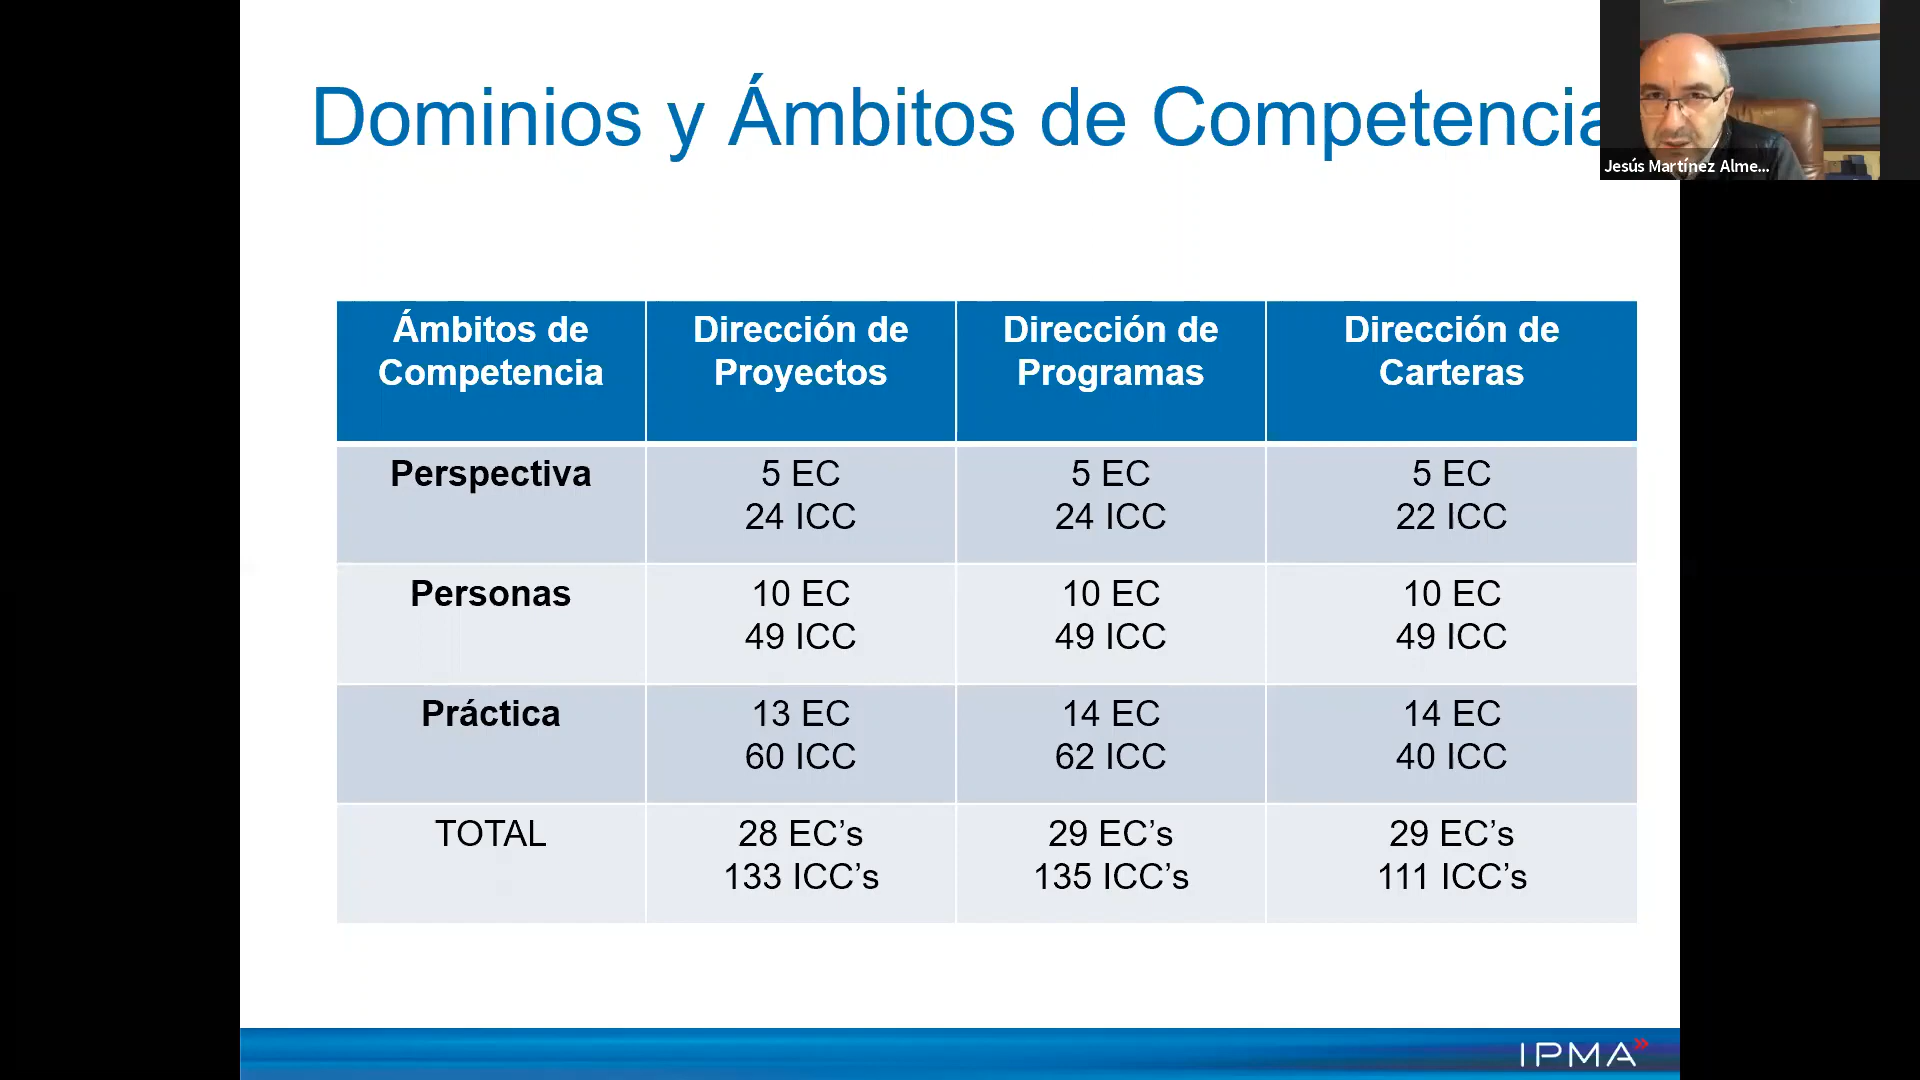 Dominios y Ámbitos de Competencia
Jesús Martínez Alme...
Ámbitos de Competencia
Dirección de Proyectos
Dirección de Programas
Dirección de Carteras
Perspectiva
5 EC
24 ICC
5 EC
24 ICC
5 EC
22 ICC
Personas
10 EC
49 ICC
10 EC
49 ICC
10 EC
49 ICC
Práctica
13 EC
60 ICC
14 EC
62 ICC
14 EC
40 ICC
TOTAL
28 EC’s
133 ICC’s
29 EC’s
135 ICC’s
29 EC’s
111 ICC’s
IPMA